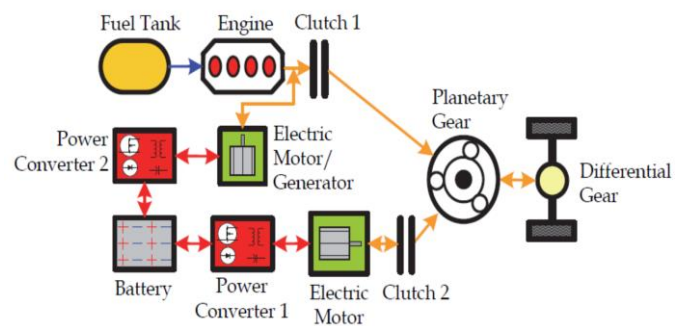 Fuel Tank
Engine
Clutch 1
Planetary
Gear
Power
Converter 2
Electric
Motor/
Generator
Differential
Gear
Battery
Power
Converter 1
Electric
Motor
Clutch 2